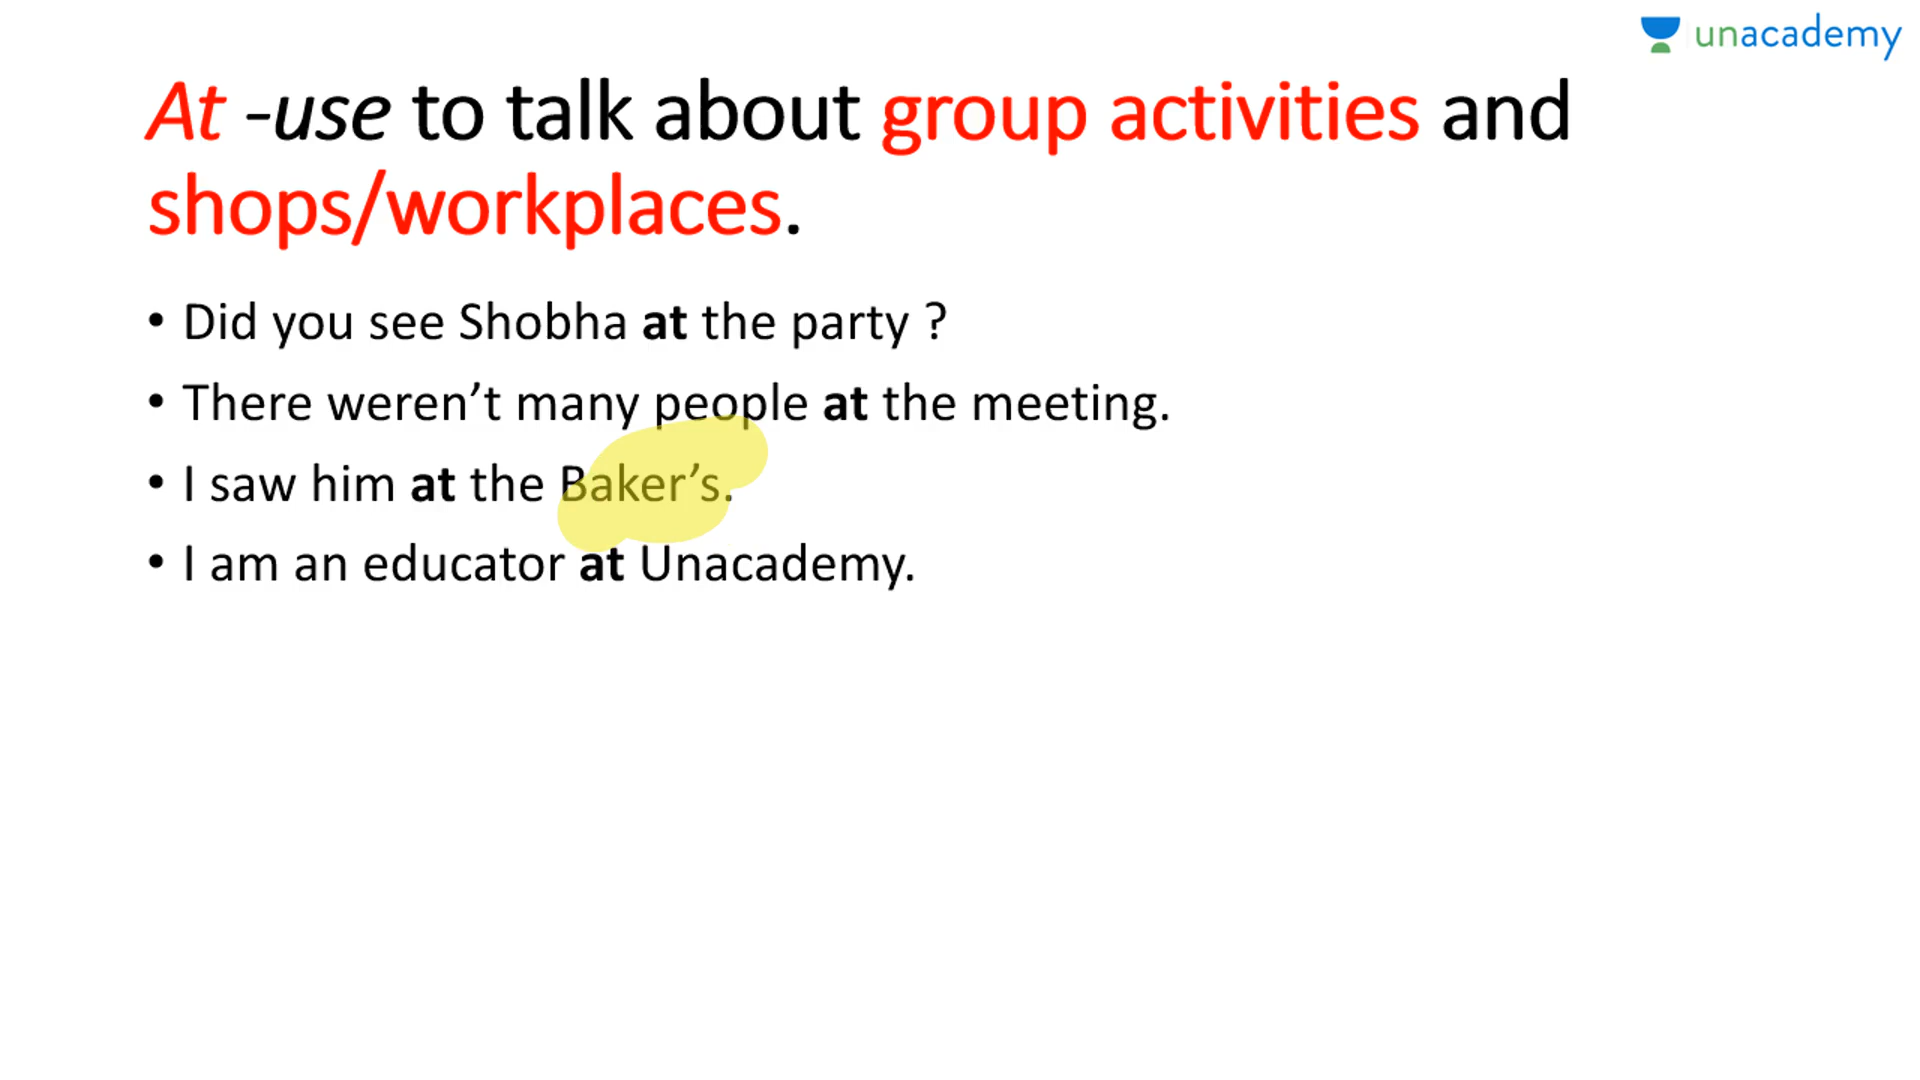 unacademy
At -use to talk about group activities and
shops/workplaces.
• Did you see Shobha at the party ?
• There weren’t many people at the meeting.
• I saw him at the Baker’s.
• I am an educator at Unacademy.